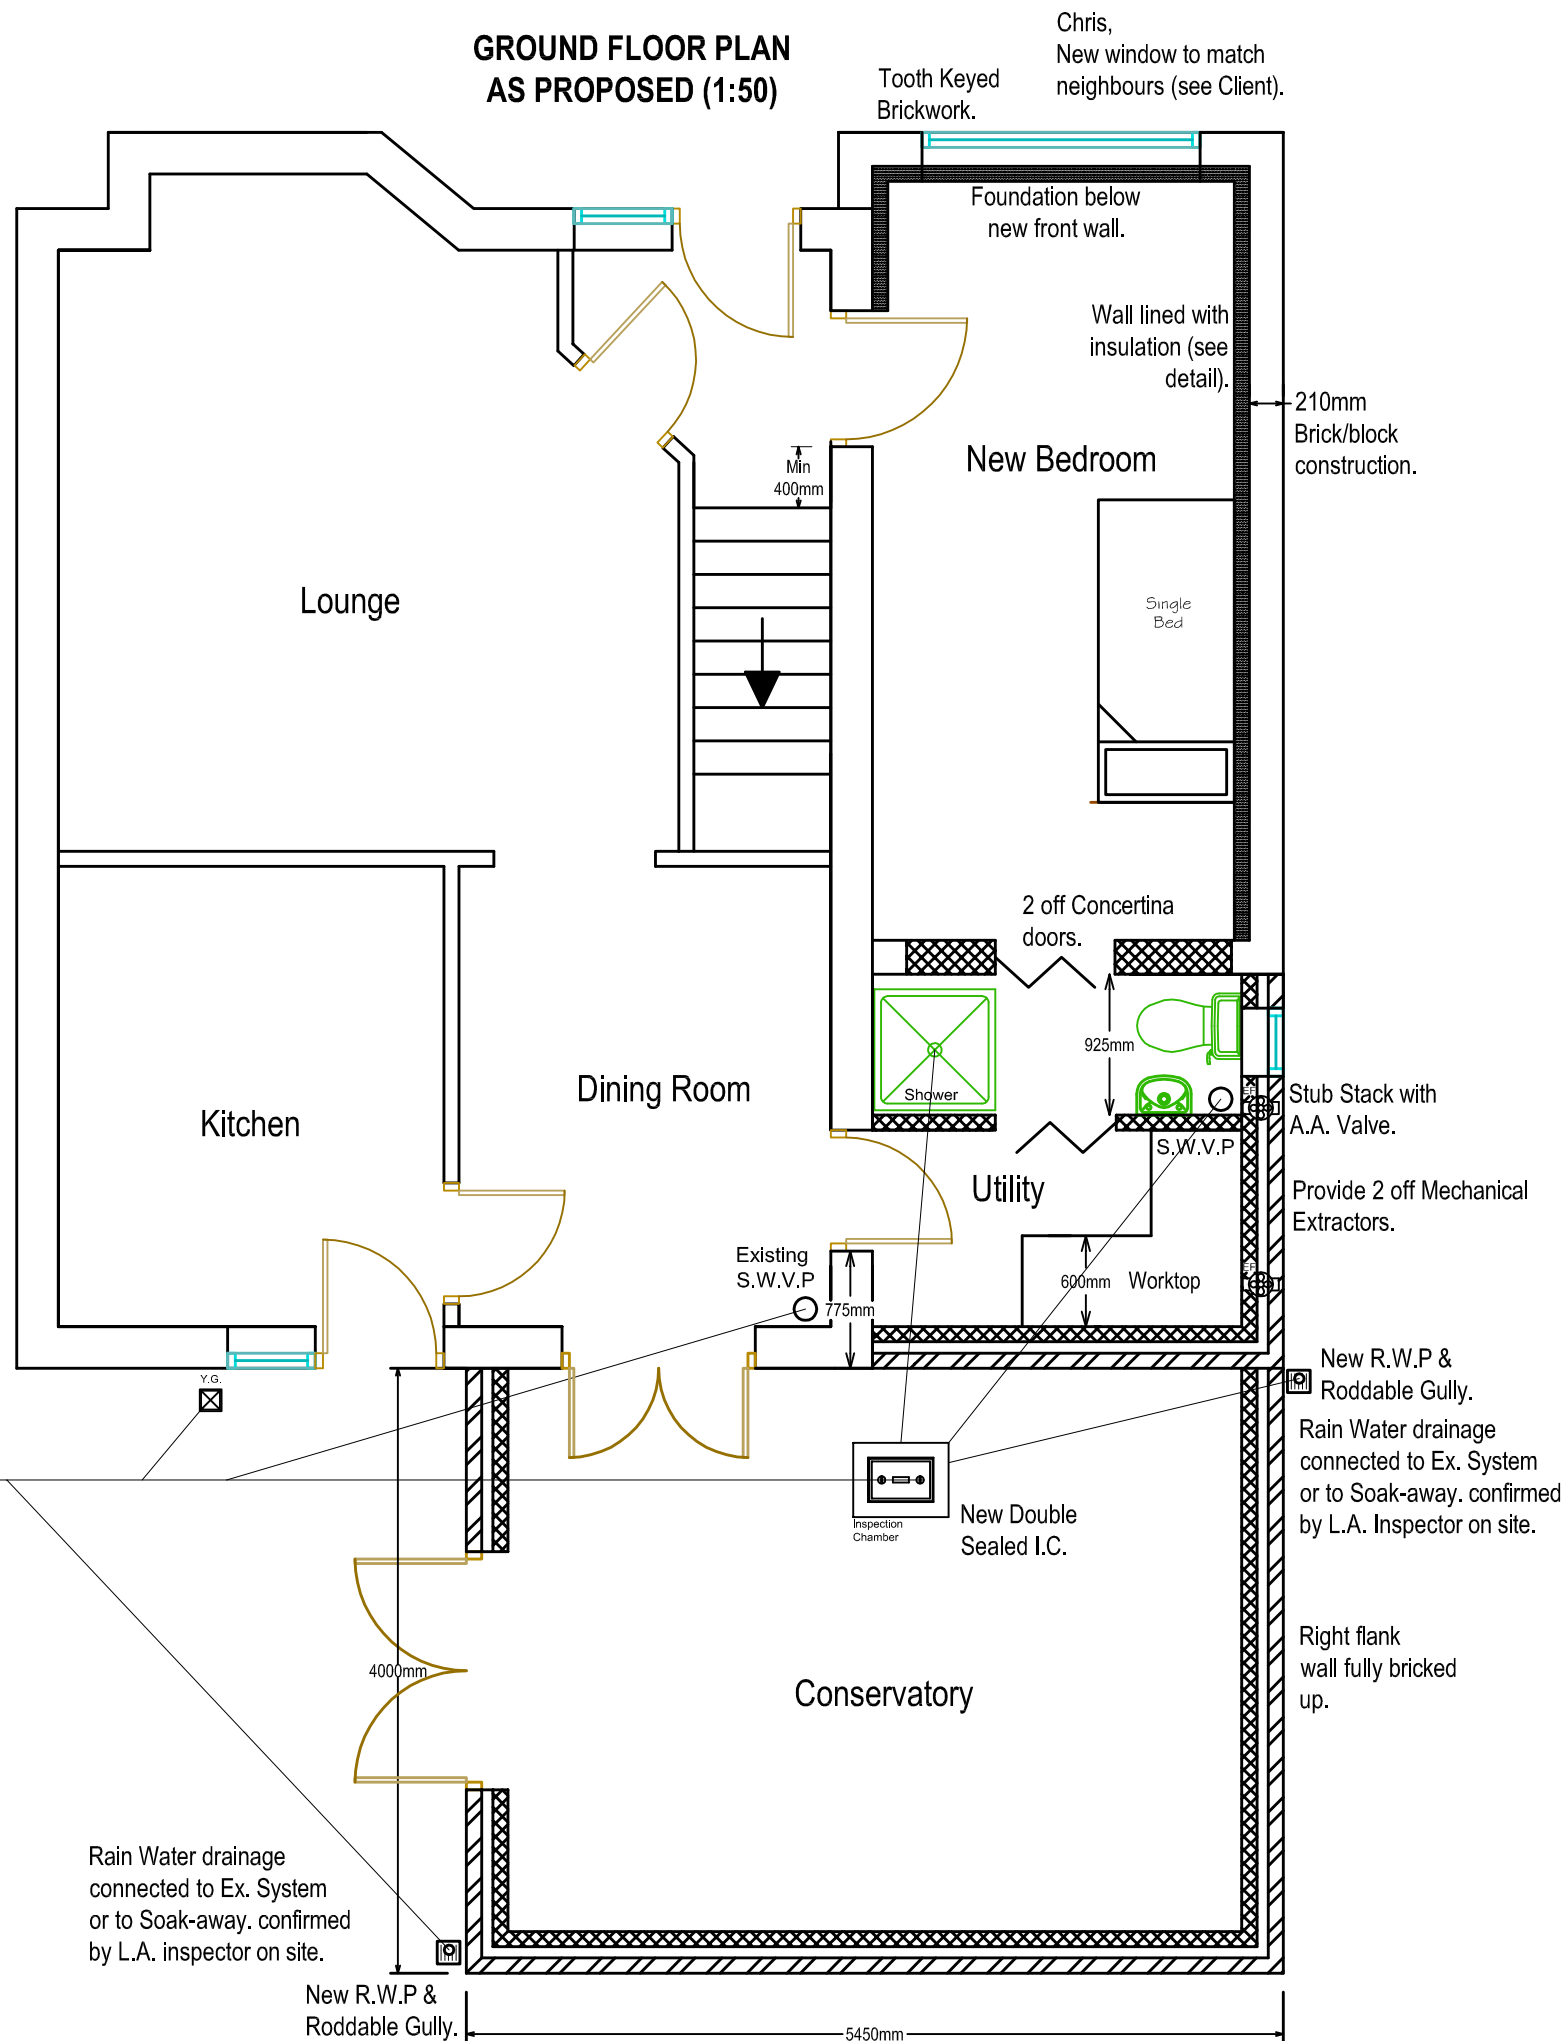 GROUND FLOOR PLAN
AS PROPOSED (1:50)
Chris,
New window to match
neighbours (see Client).
Tooth Keyed
Brickwork.
Foundation below
new front wall.
Wall lined with
insulation (see
detail).
210mm
Brick/block
construction.
New Bedroom
Min
400mm
Lounge
Single
Bed
2 off Concertina
doors.
925mm
Shower
Dining Room
Kitchen
EF
Stub Stack with
A.A. Valve.
S.W.V.P
Utility
Provide 2 off Mechanical
Extractors.
Existing
S.W.V.P
775mm
600mm
Worktop
EF
New R.W.P &
Roddable Gully.
Y.G.
Rain Water drainage
connected to Ex. System
or to Soak-away. confirmed
by L.A. Inspector on site.
Inspection
Chamber
New Double
Sealed I.C.
Right flank
wall fully bricked
up.
4000mm
Conservatory
Rain Water drainage
connected to Ex. System
or to Soak-away. confirmed
by L.A. inspector on site.
New R.W.P &
Roddable Gully.
5450mm